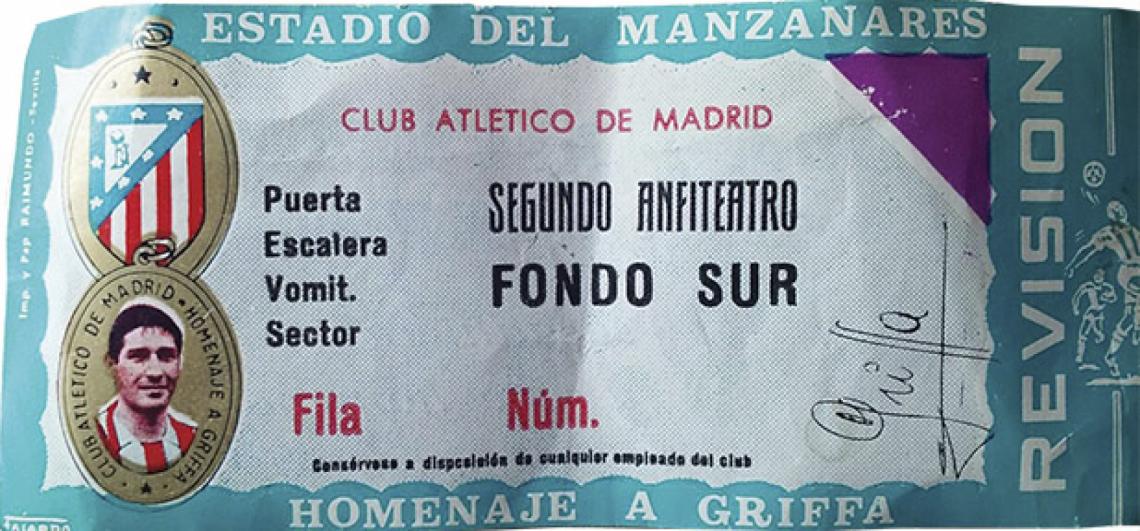 ESTADIO DEL MANZANARES
CLUB ATLETICO DE MADRID
Puerta
Escalera
Vomit.
Sector
SEGUNDO ANFITEATRO
FONDO SUR
Fila
Núm.
Consérvese a disposición de cualquier empleado del club
HOMENAJE A GRIFFA
REVISION
Imp. y Pap RAIMUNDO - Sevilla
CLUB ATLETICO DE MADRID • HOMENAJE A GRIFFA
Griffa